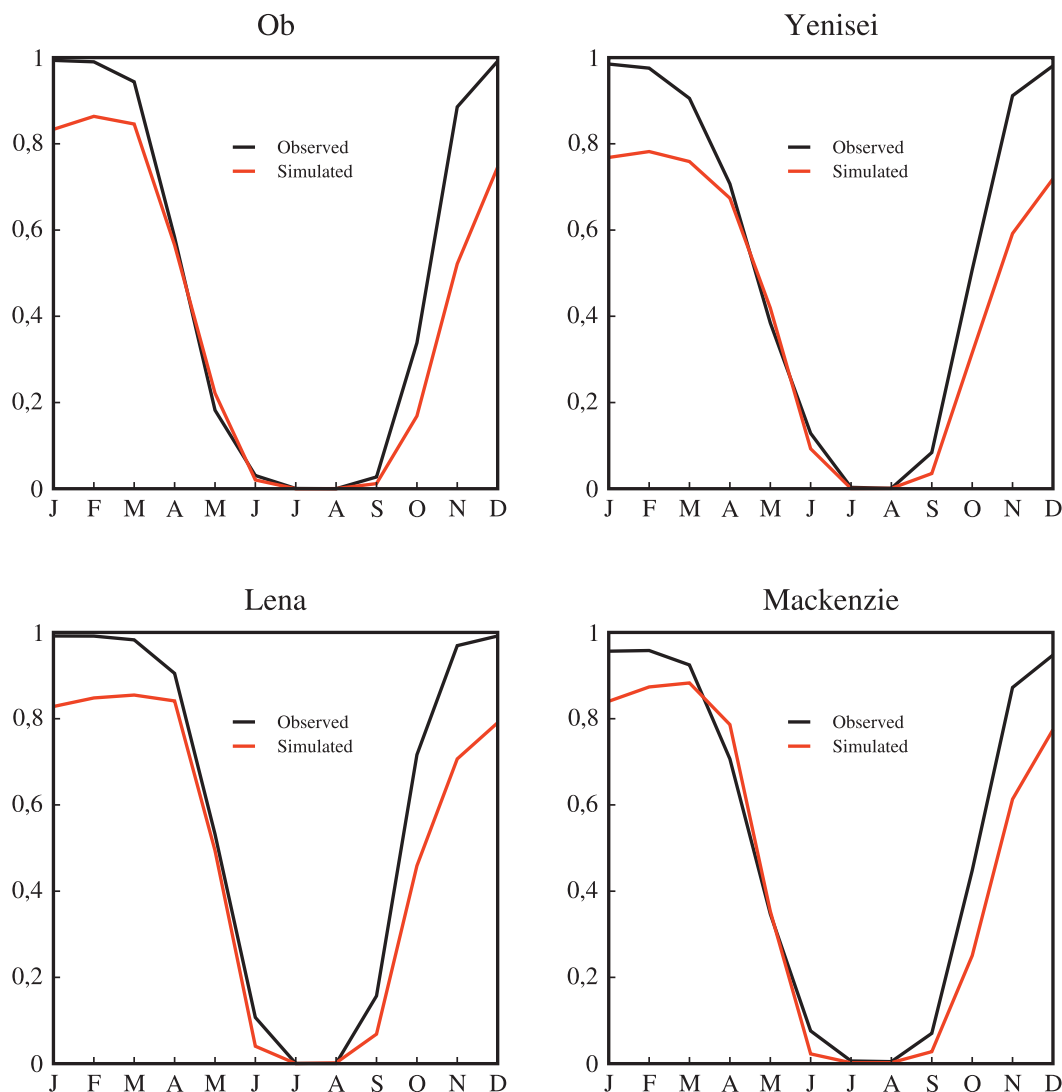 Ob
1
0,8
0,6
0,4
0,2
0
Observed
Simulated
J F M A M J J A S O N D
Yenisei
1
0,8
0,6
0,4
0,2
0
Observed
Simulated
J F M A M J J A S O N D
Lena
1
0,8
0,6
0,4
0,2
0
Observed
Simulated
J F M A M J J A S O N D
Mackenzie
1
0,8
0,6
0,4
0,2
0
Observed
Simulated
J F M A M J J A S O N D